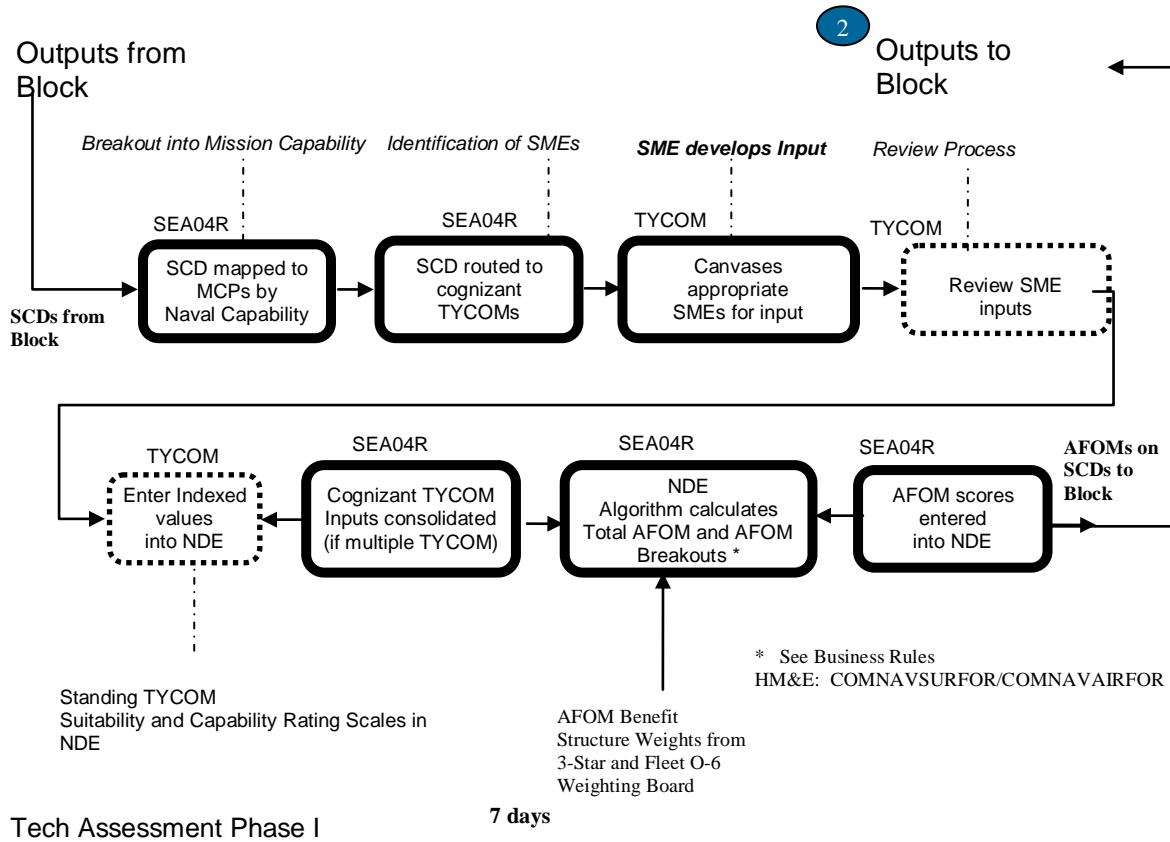 2
Outputs from
Block
Outputs to
Block
Breakout into Mission Capability
Identification of SMEs
SME develops Input
Review Process
SEA04R
SEA04R
TYCOM
TYCOM
SCD mapped to
MCPs by
Naval Capability
SCD routed to
cognizant
TYCOMs
Canvases
appropriate
SMEs for input
Review SME
inputs
SCDs from
Block
TYCOM
SEA04R
SEA04R
SEA04R
AFOMs on
SCDs to
Block
Enter Indexed
values
into NDE
Cognizant TYCOM
Inputs consolidated
(if multiple TYCOM)
NDE
Algorithm calculates
Total AFOM and AFOM
Breakouts *
AFOM scores
entered
into NDE
* See Business Rules
HM&E: COMNAVSURFOR/COMNAVAIRFOR
Standing TYCOM
Suitability and Capability Rating Scales in
NDE
AFOM Benefit
Structure Weights from
3-Star and Fleet O-6
Weighting Board
7 days
Tech Assessment Phase I